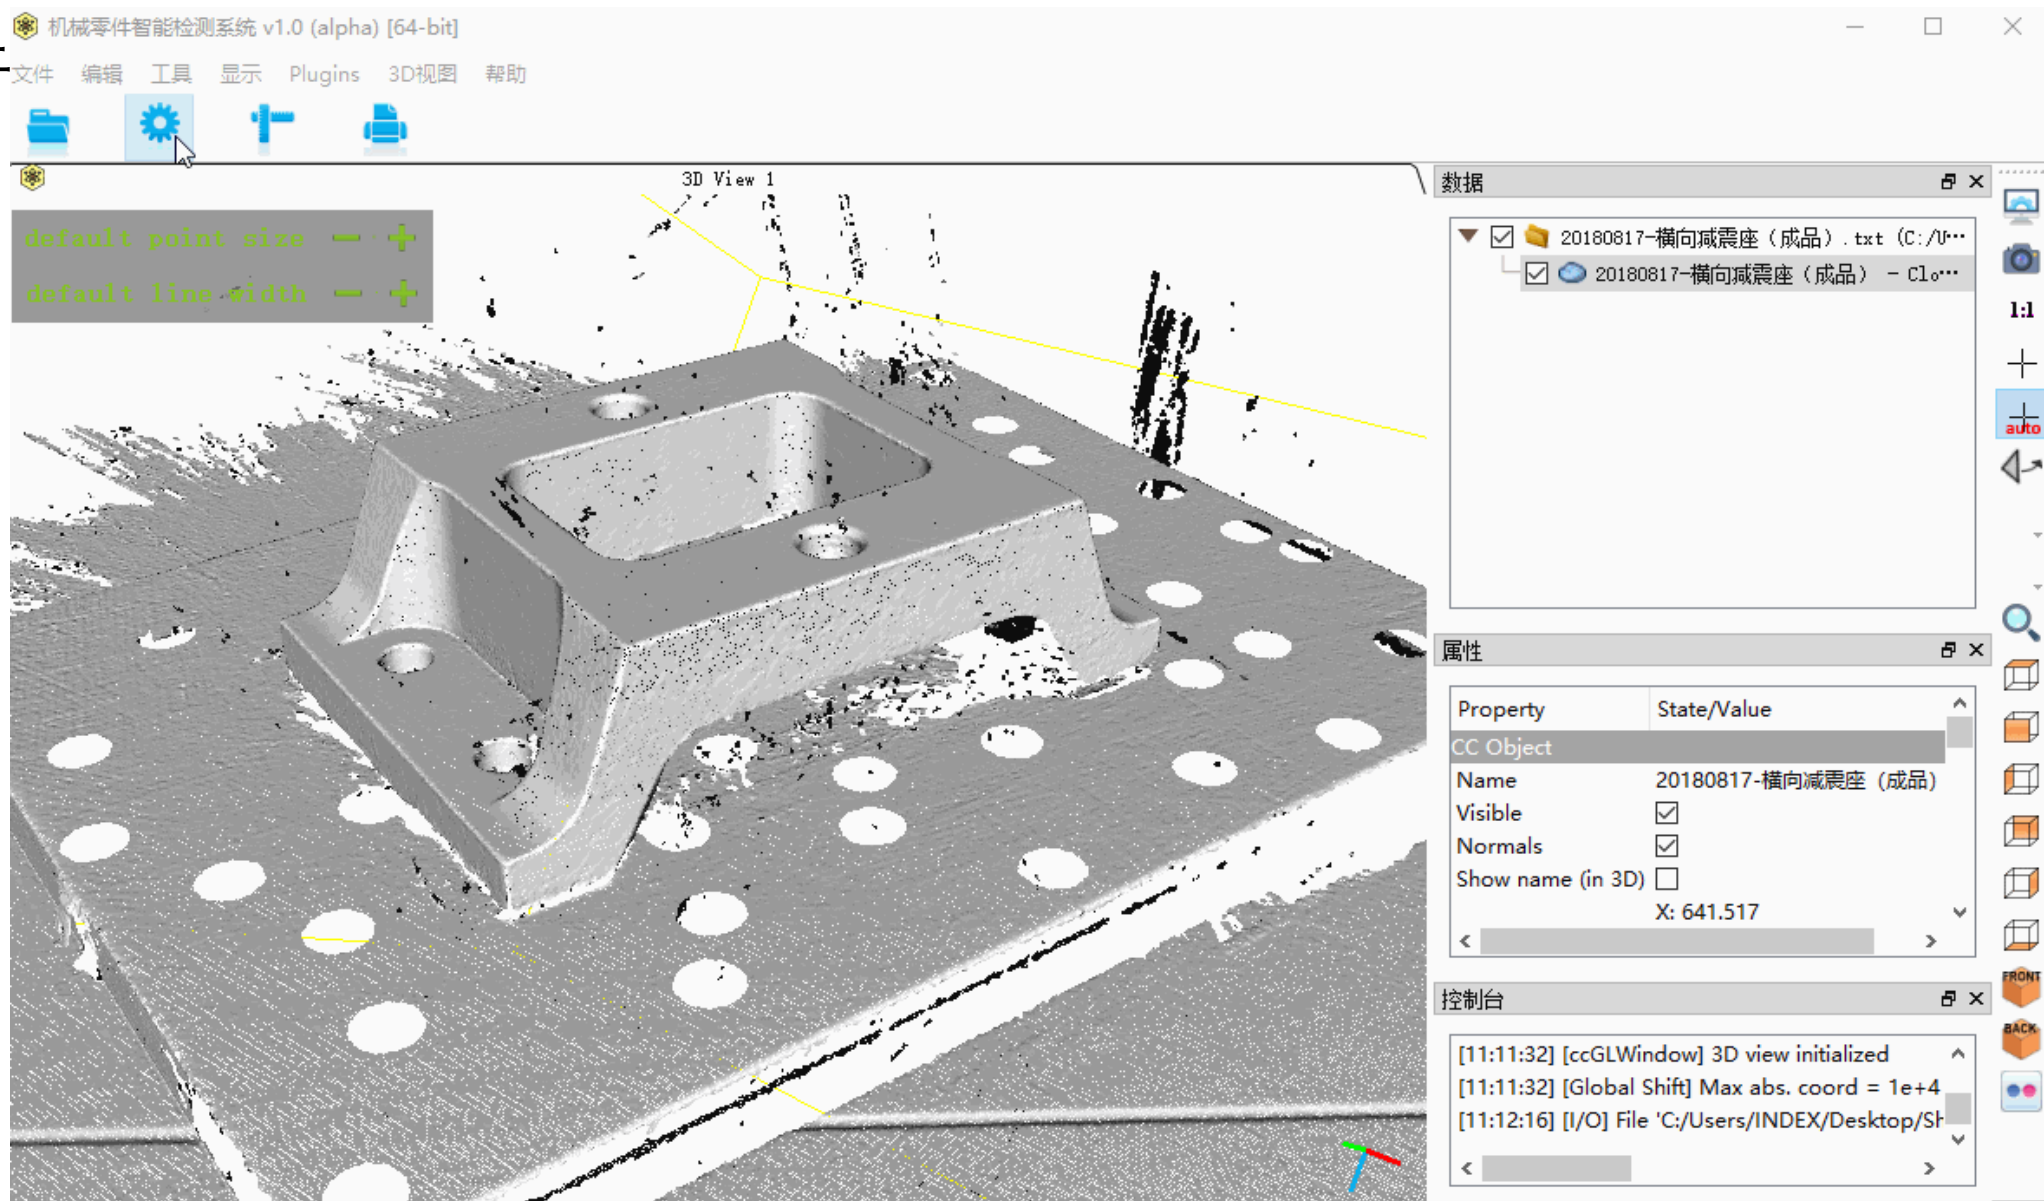 机械零件智能检测系统 v1.0 (alpha) [64-bit]
文件 编辑 工具 显示 Plugins 3D视图 帮助
3D View 1
default point size − +
default line width − +
数据
20180817-横向减震座（成品）.txt (C:/U…
20180817-横向减震座（成品） - Clo…
1:1
auto
属性
Property State/Value
CC Object
Name 20180817-横向减震座 (成品)
Visible
Normals
Show name (in 3D)
X: 641.517
FRONT
BACK
控制台
[11:11:32] [ccGLWindow] 3D view initialized
[11:11:32] [Global Shift] Max abs. coord = 1e+4
[11:12:16] [I/O] File 'C:/Users/INDEX/Desktop/Sh